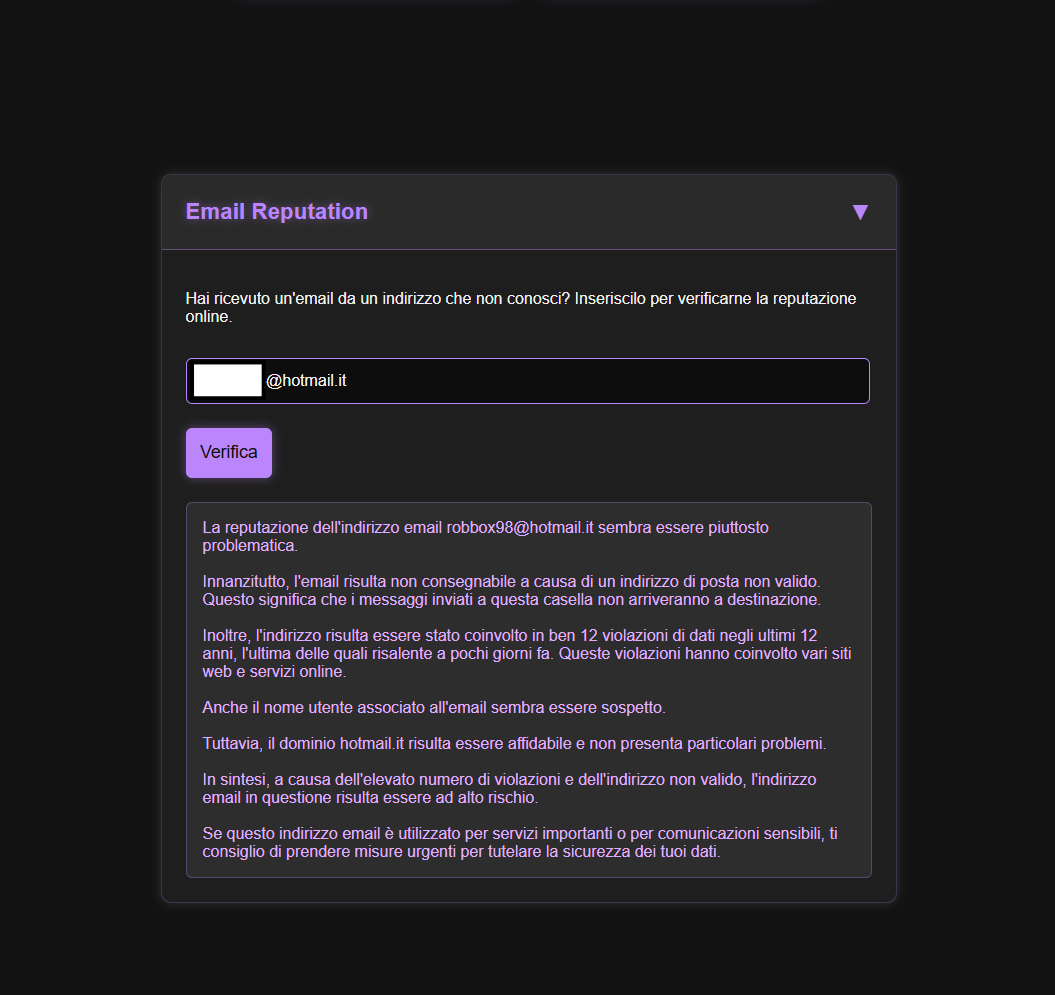 Email Reputation
▼
Hai ricevuto un'email da un indirizzo che non conosci? Inseriscilo per verificarne la reputazione
online.
@hotmail.it
Verifica
La reputazione dell'indirizzo email robbox98@hotmail.it sembra essere piuttosto
problematica.
Innanzitutto, l'email risulta non consegnabile a causa di un indirizzo di posta non valido.
Questo significa che i messaggi inviati a questa casella non arriveranno a destinazione.
Inoltre, l'indirizzo risulta essere stato coinvolto in ben 12 violazioni di dati negli ultimi 12
anni, l'ultima delle quali risalente a pochi giorni fa. Queste violazioni hanno coinvolto vari siti
web e servizi online.
Anche il nome utente associato all'email sembra essere sospetto.
Tuttavia, il dominio hotmail.it risulta essere affidabile e non presenta particolari problemi.
In sintesi, a causa dell'elevato numero di violazioni e dell'indirizzo non valido, l'indirizzo
email in questione risulta essere ad alto rischio.
Se questo indirizzo email è utilizzato per servizi importanti o per comunicazioni sensibili, ti
consiglio di prendere misure urgenti per tutelare la sicurezza dei tuoi dati.